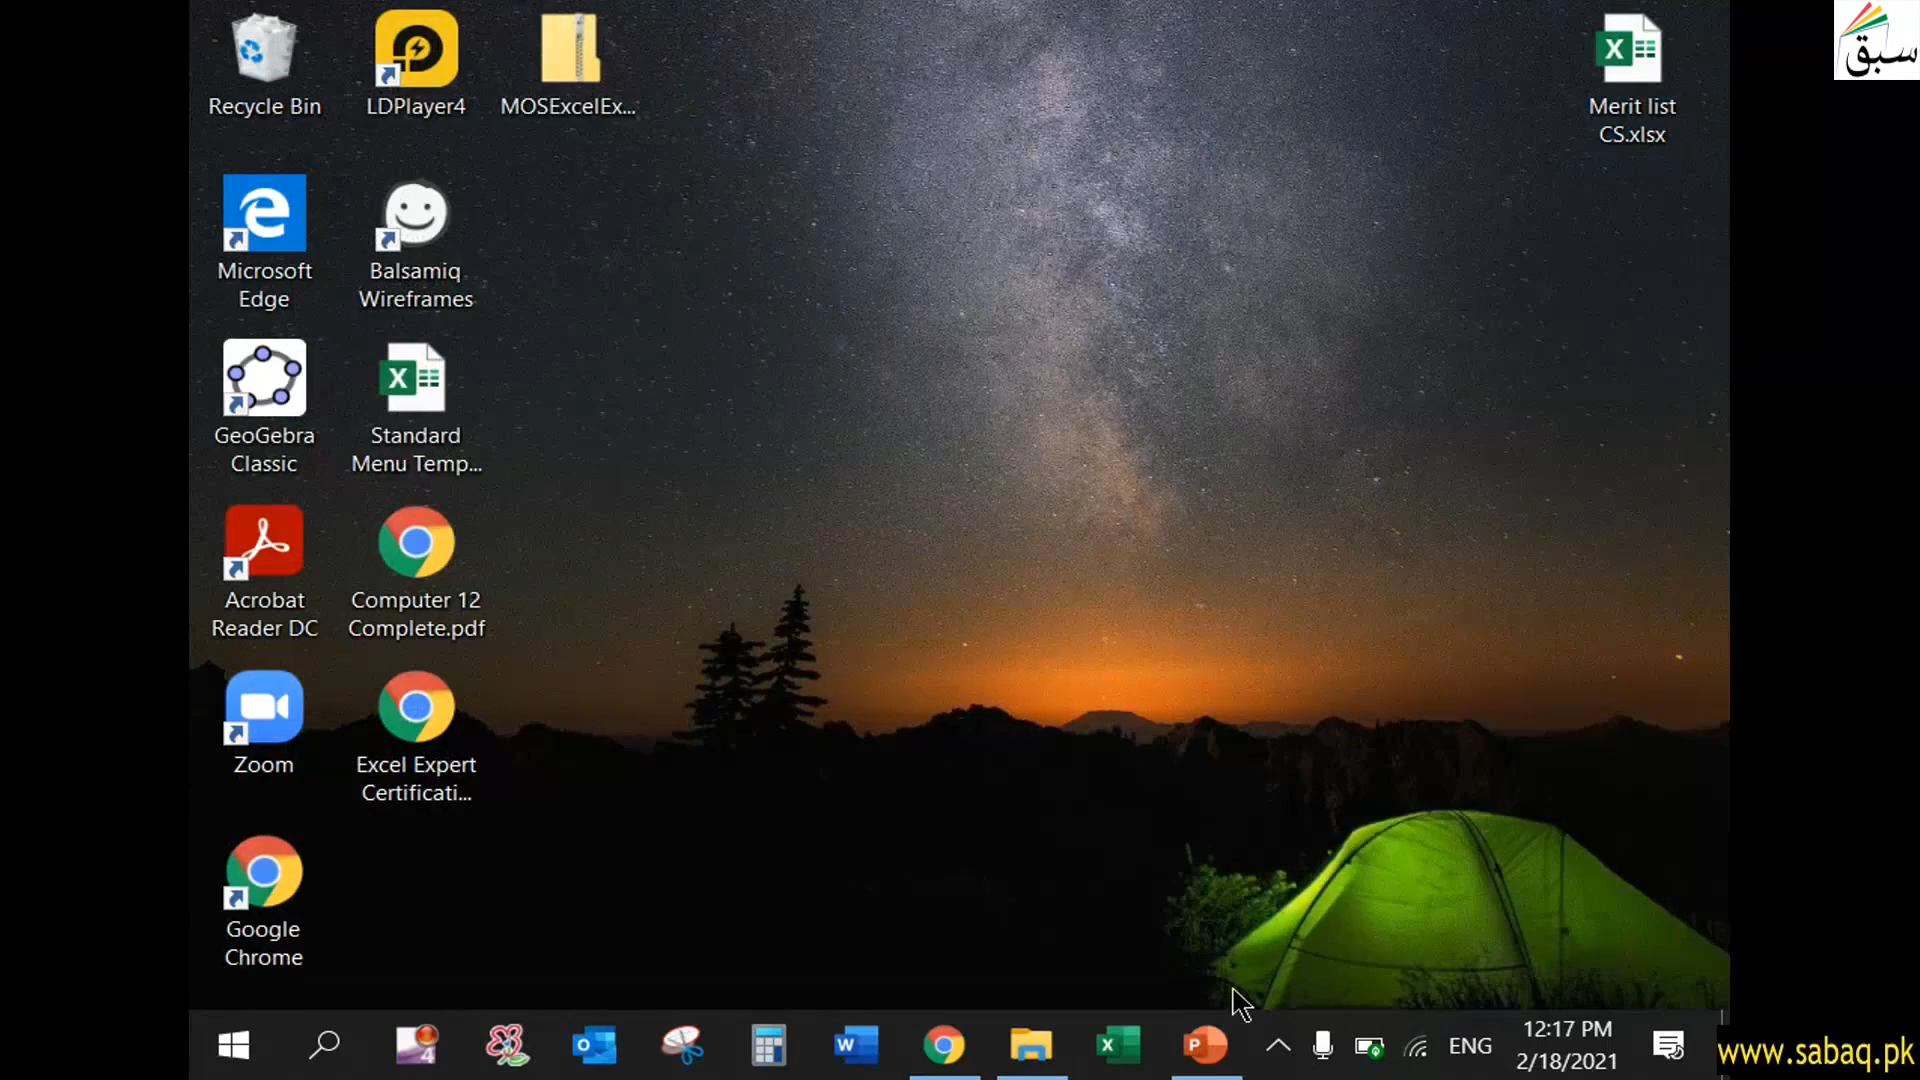 Recycle Bin
LDPlayer4
MOSExcelEx...
Merit list
CS.xlsx
سبق
Microsoft
Edge
Balsamiq
Wireframes
GeoGebra
Classic
Standard
Menu Temp...
Acrobat
Reader DC
Computer 12
Complete.pdf
Zoom
Excel Expert
Certificati...
Google
Chrome
4
ENG
12:17 PM
2/18/2021
www.sabaq.pk